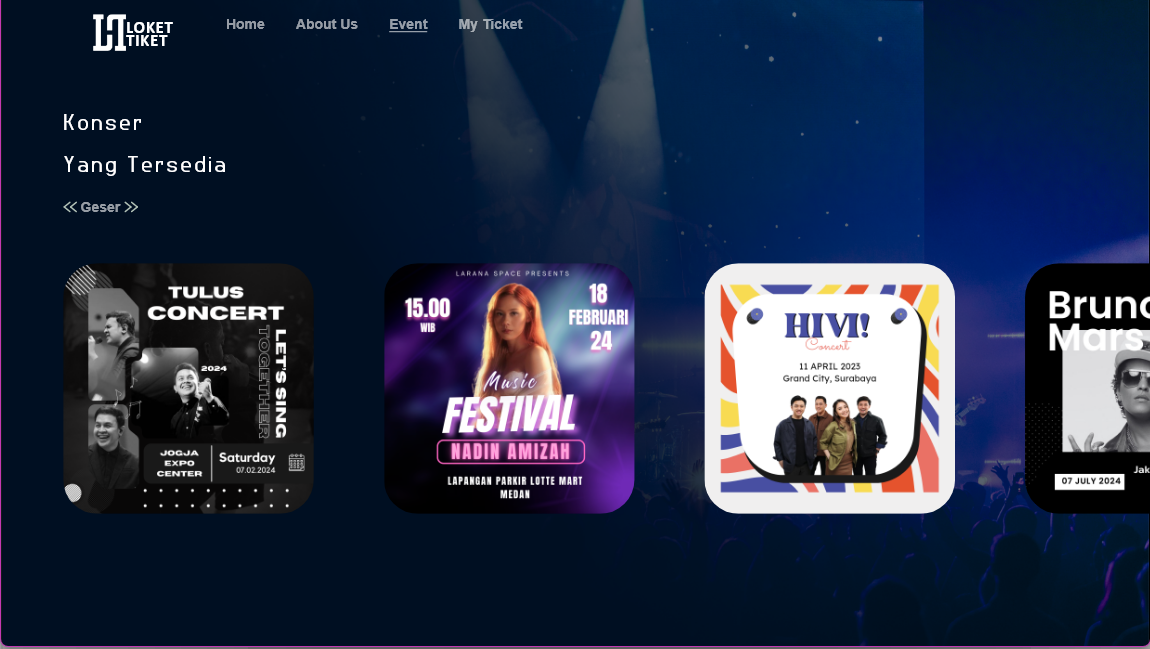 LOKET
TIKET
Home
About Us
Event
My Ticket
Konser
Yang Tersedia
Geser
TULUS
CONCERT
2024
LET'S SING
TOGETHER
JOGJA
EXPO
CENTER
Saturday
07.02.2024
LARANA SPACE PRESENTS
15.00
WIB
18
FEBRUARI
24
Music
FESTIVAL
NADIN AMIZAH
LAPANGAN PARKIR LOTTE MART
MEDAN
HIVI!
Concert
11 APRIL 2023
Grand City, Surabaya
Bruno
Mars
Jak
07 JULY 2024